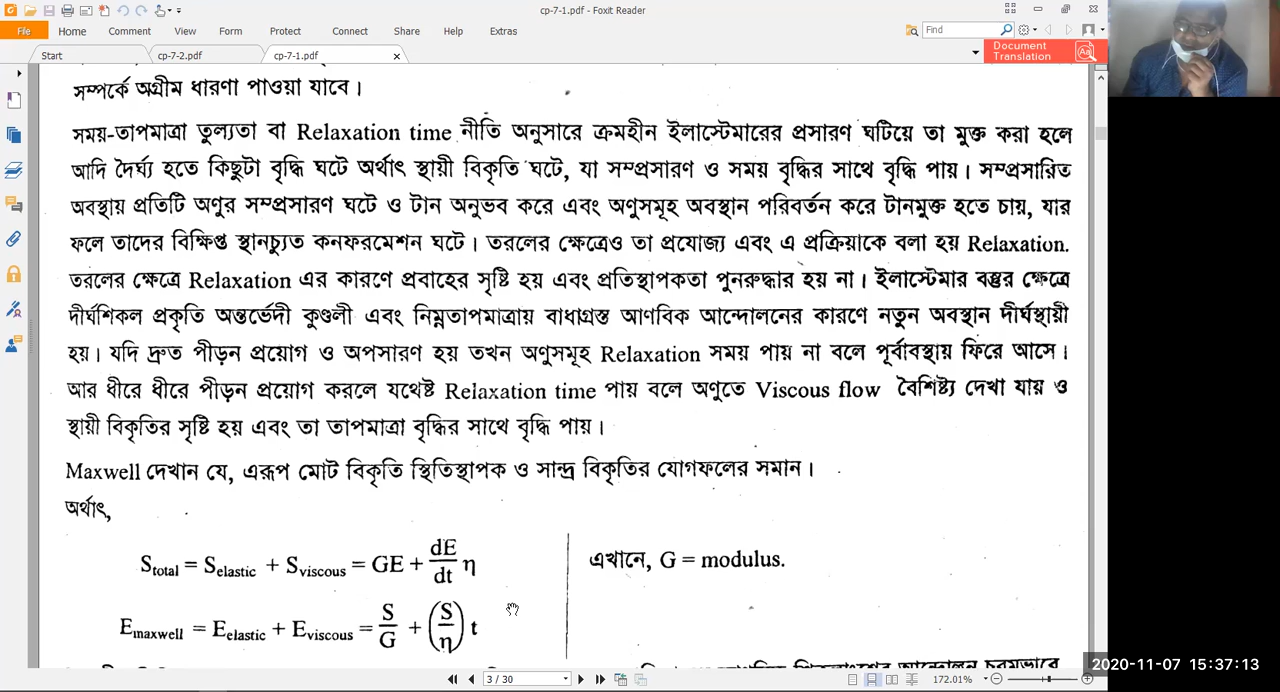 cp-7-1.pdf - Foxit Reader
File Home Comment View Form Protect Connect Share Help Extras Find
Start cp-7-2.pdf cp-7-1.pdf
Document
Translation
সম্পর্কে অগ্রীম ধারণা পাওয়া যাবে।
সময়-তাপমাত্রা তুল্যতা বা Relaxation time নীতি অনুসারে ক্রমহীন ইলাস্টেমারের প্রসারণ ঘটিয়ে তা মুক্ত করা হলে
আদি দৈর্ঘ্য হতে কিছুটা বৃদ্ধি ঘটে অর্থাৎ স্থায়ী বিকৃতি ঘটে, যা সম্প্রসারণ ও সময় বৃদ্ধির সাথে বৃদ্ধি পায়। সম্প্রসারিত
অবস্থায় প্রতিটি অণুর সম্প্রসারণ ঘটে ও টান অনুভব করে এবং অণুসমূহ অবস্থান পরিবর্তন করে টানমুক্ত হতে চায়, যার
ফলে তাদের বিক্ষিপ্ত স্থানচ্যুত কনফরমেশন ঘটে। তরলের ক্ষেত্রেও তা প্রযোজ্য এবং এ প্রক্রিয়াকে বলা হয় Relaxation.
তরলের ক্ষেত্রে Relaxation এর কারণে প্রবাহের সৃষ্টি হয় এবং প্রতিস্থাপকতা পুনরুদ্ধার হয় না। ইলাস্টেমার বস্তুর ক্ষেত্রে
দীর্ঘশিকল প্রকৃতি অন্তর্ভেদী কুণ্ডলী এবং নিম্নতাপমাত্রায় বাধাগ্রস্ত আণবিক আন্দোলনের কারণে নতুন অবস্থান দীর্ঘস্থায়ী
হয়। যদি দ্রুত পীড়ন প্রয়োগ ও অপসারণ হয় তখন অণুসমূহ Relaxation সময় পায় না বলে পূর্বাবস্থায় ফিরে আসে।
আর ধীরে ধীরে পীড়ন প্রয়োগ করলে যথেষ্ট Relaxation time পায় বলে অণুতে Viscous flow বৈশিষ্ট্য দেখা যায় ও
স্থায়ী বিকৃতির সৃষ্টি হয় এবং তা তাপমাত্রা বৃদ্ধির সাথে বৃদ্ধি পায়।
Maxwell দেখান যে, এরূপ মোট বিকৃতি স্থিতিস্থাপক ও সান্দ্র বিকৃতির যোগফলের সমান।
অর্থাৎ,
S_total = S_elastic + S_viscous = GE + dE/dt η এখানে, G = modulus.
E_maxwell = E_elastic + E_viscous = S/G + (S/η) t
2020-11-07 15:37:13
3 / 30 172.01%